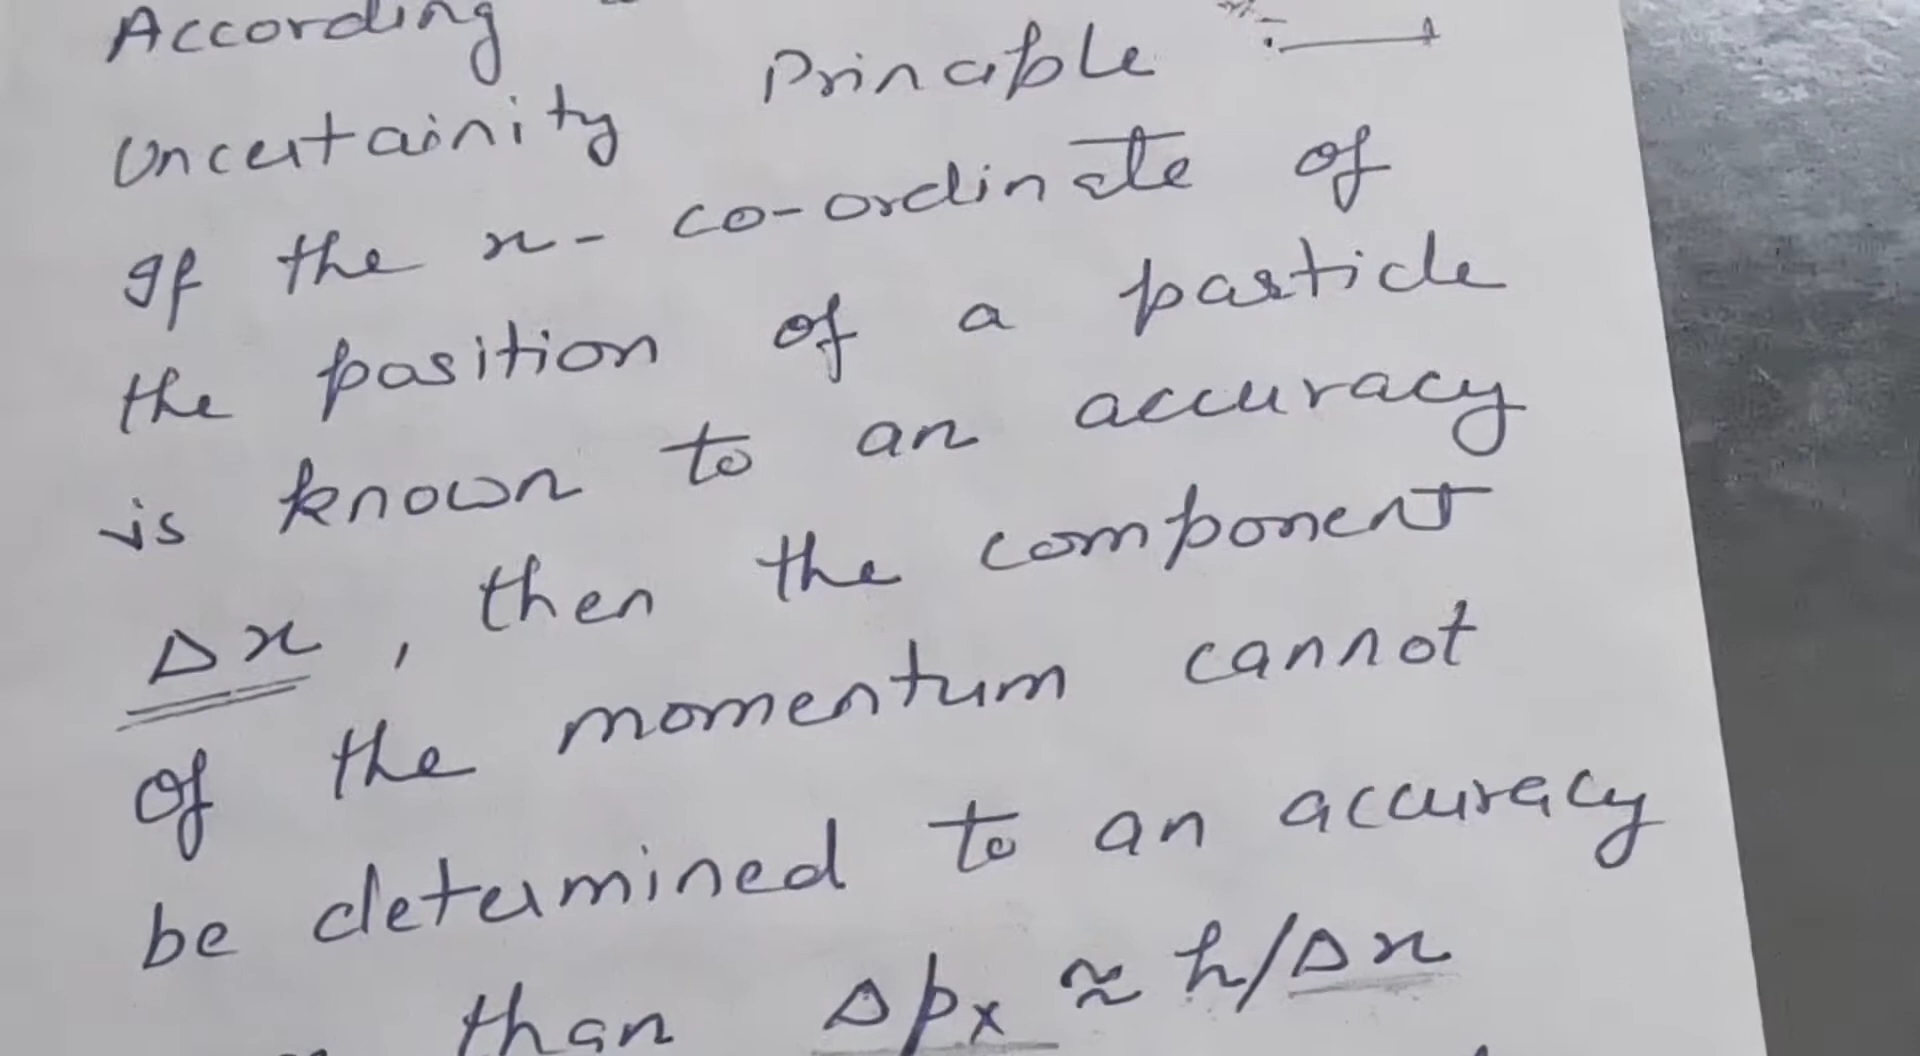 According
Uncertainity Principle :—
If the x- co-ordinate of
the position of a particle
is known to an accuracy
Δx, then the component
of the momentum cannot
be determined to an accuracy
than Δpx ≈ ℏ/Δx